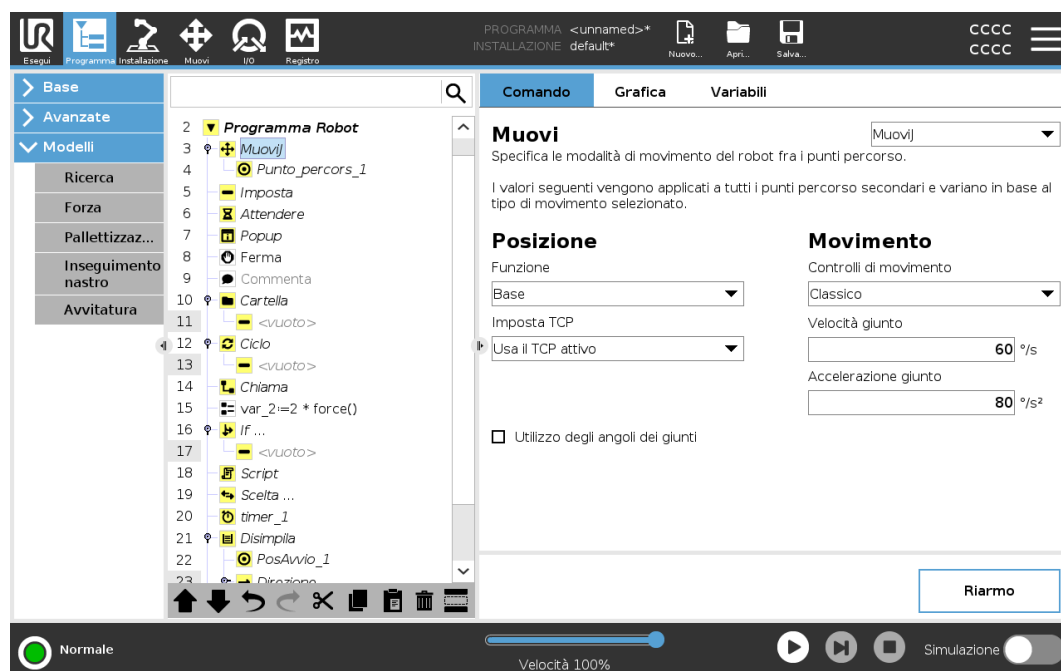 PROGRAMMA <unnamed>*
INSTALLAZIONE default*
Esegui
Programma
Installazione
Muovi
I/O
Registro
Nuovo...
Apri...
Salva...
CCCC
CCCC
Base
Avanzate
Modelli
Ricerca
Forza
Pallettizzaz...
Inseguimento
nastro
Avvitatura
2 Programma Robot
3 MuoviJ
4 Punto_percors_1
5 Imposta
6 Attendere
7 Popup
8 Ferma
9 Commenta
10 Cartella
11 <vuoto>
12 Ciclo
13 <vuoto>
14 Chiama
15 var_2:=2 * force()
16 If ...
17 <vuoto>
18 Script
19 Scelta ...
20 timer_1
21 Disimpila
22 PosAvvio_1
23 Direzione
Comando Grafica Variabili
Muovi
MuoviJ
Specifica le modalità di movimento del robot fra i punti percorso.
I valori seguenti vengono applicati a tutti i punti percorso secondari e variano in base al
tipo di movimento selezionato.
Posizione
Funzione
Base
Imposta TCP
Usa il TCP attivo
Utilizzo degli angoli dei giunti
Movimento
Controlli di movimento
Classico
Velocità giunto
60 °/s
Accelerazione giunto
80 °/s²
Riarmo
Normale
Velocità 100%
Simulazione